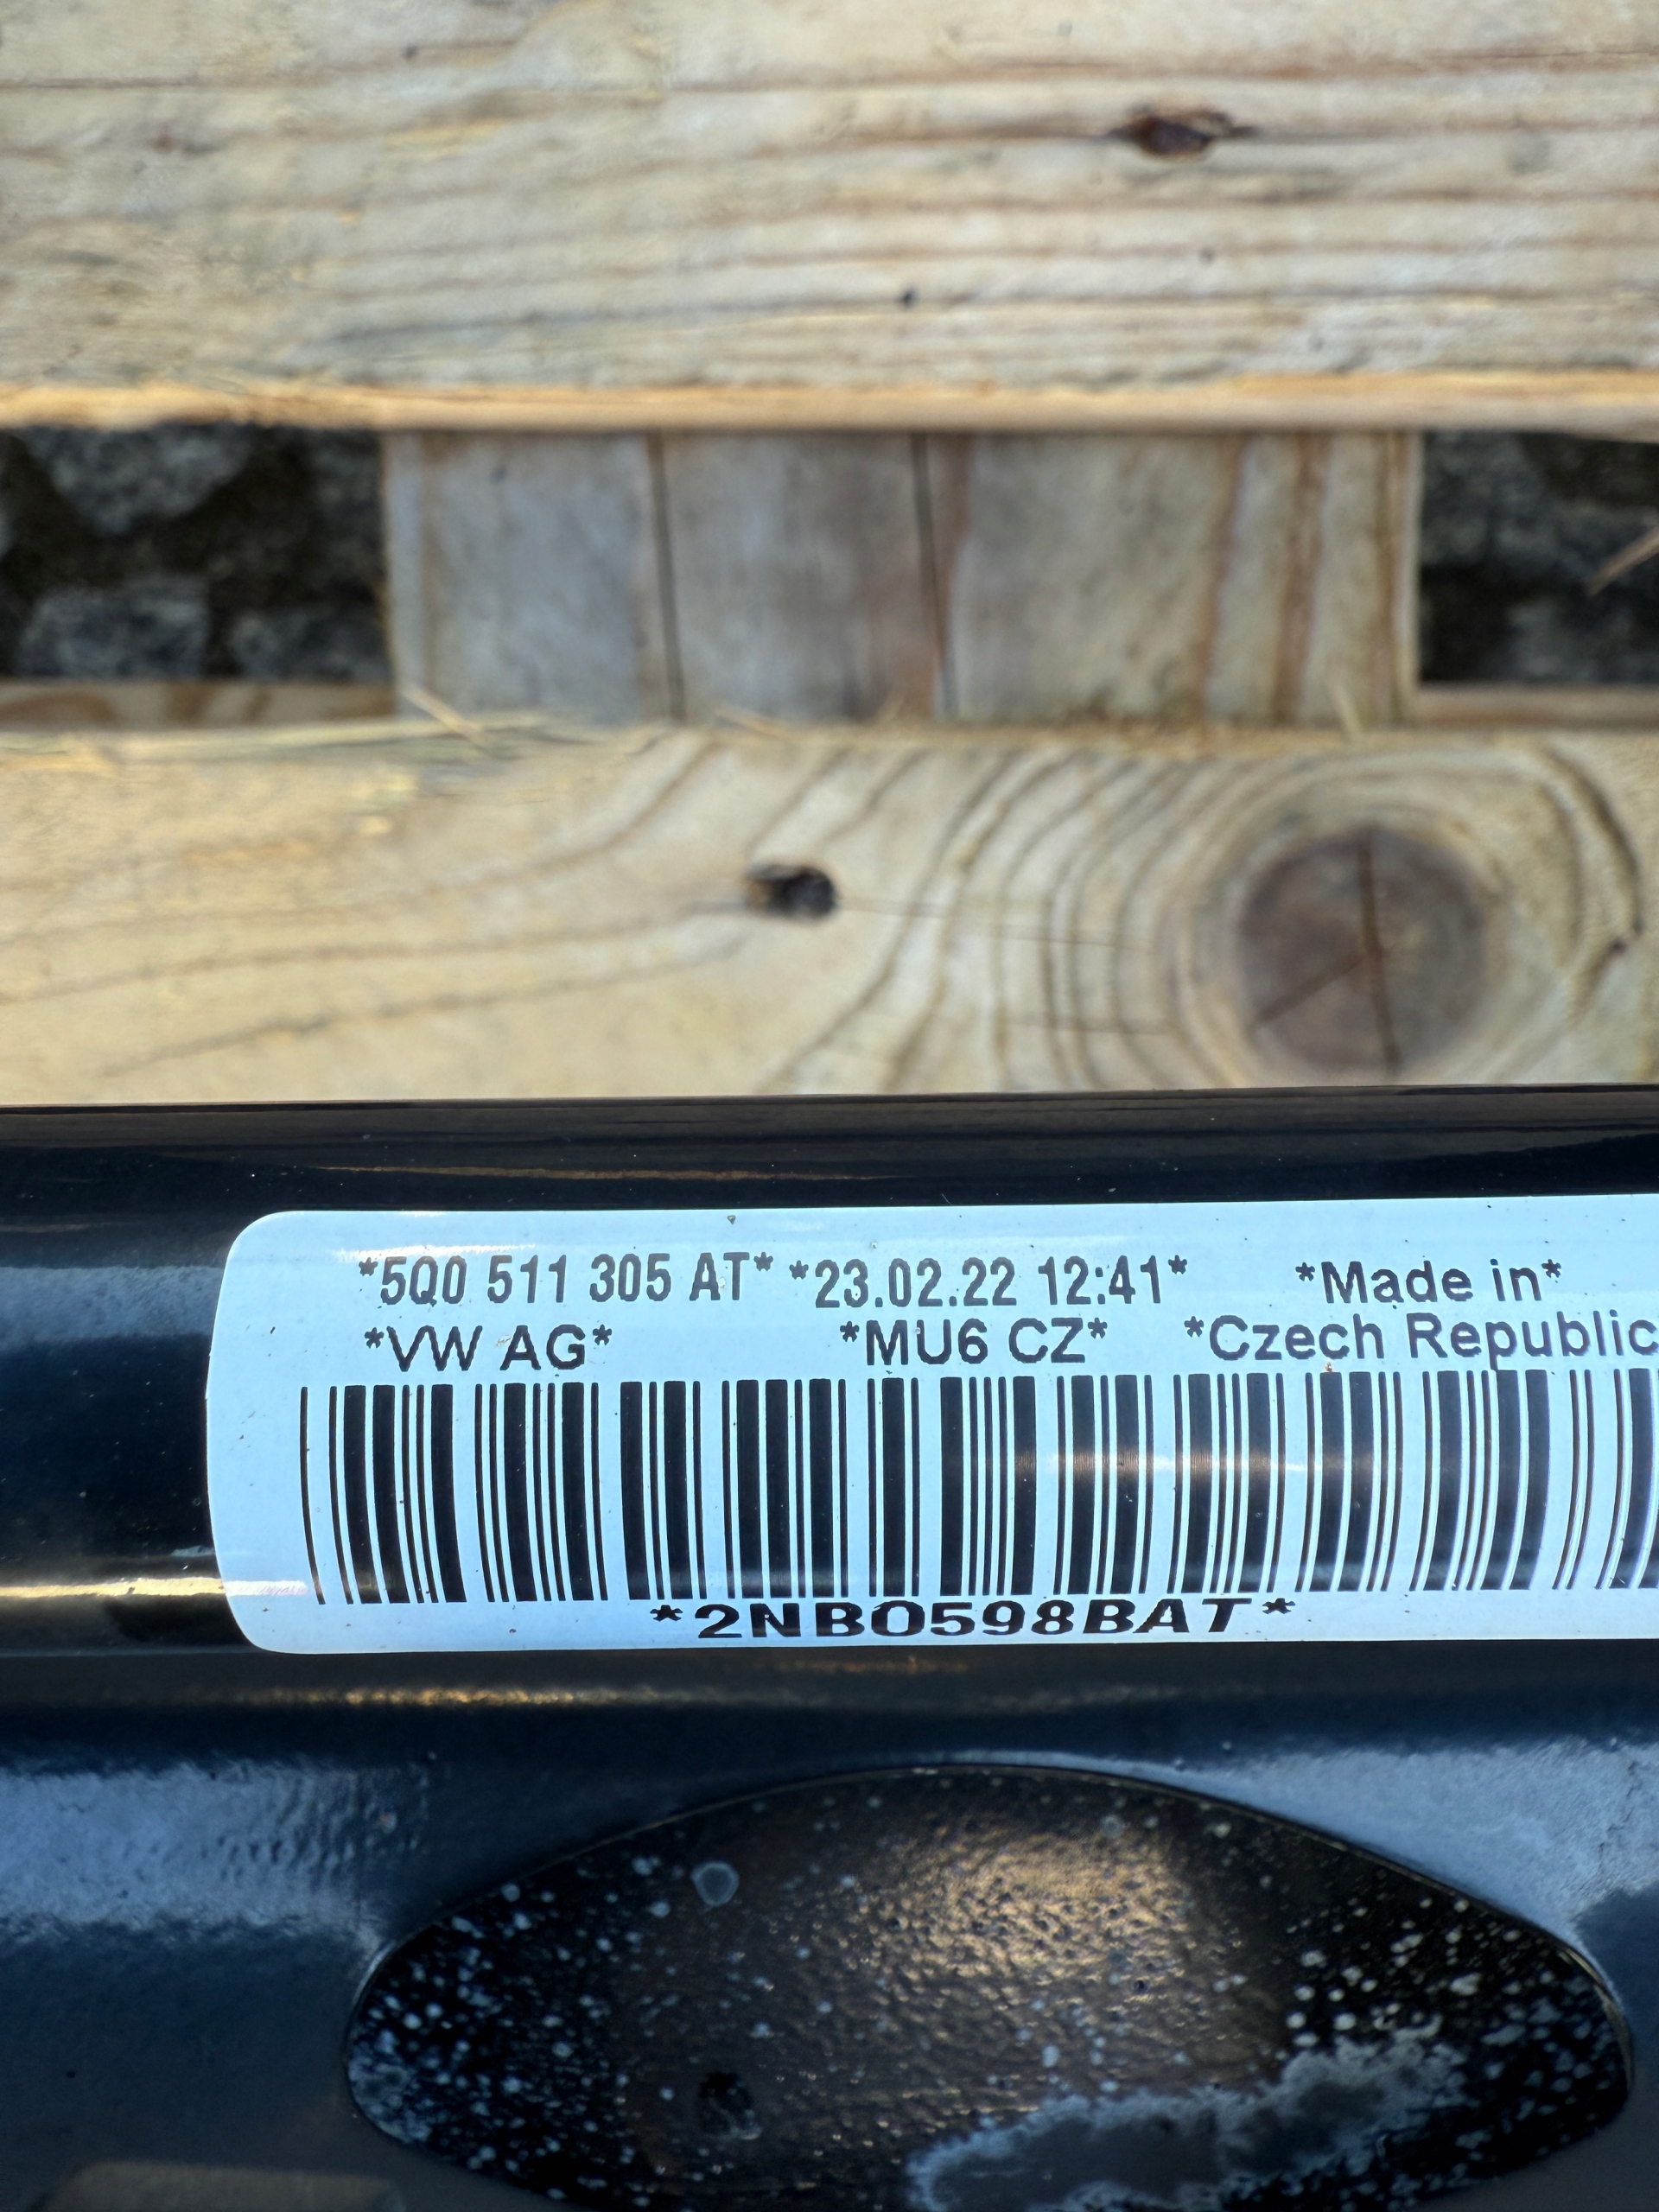 *5Q0 511 305 AT* *23.02.22 12:41* *Made in*
*VW AG* *MU6 CZ* *Czech Republic
*2NB0598BAT*